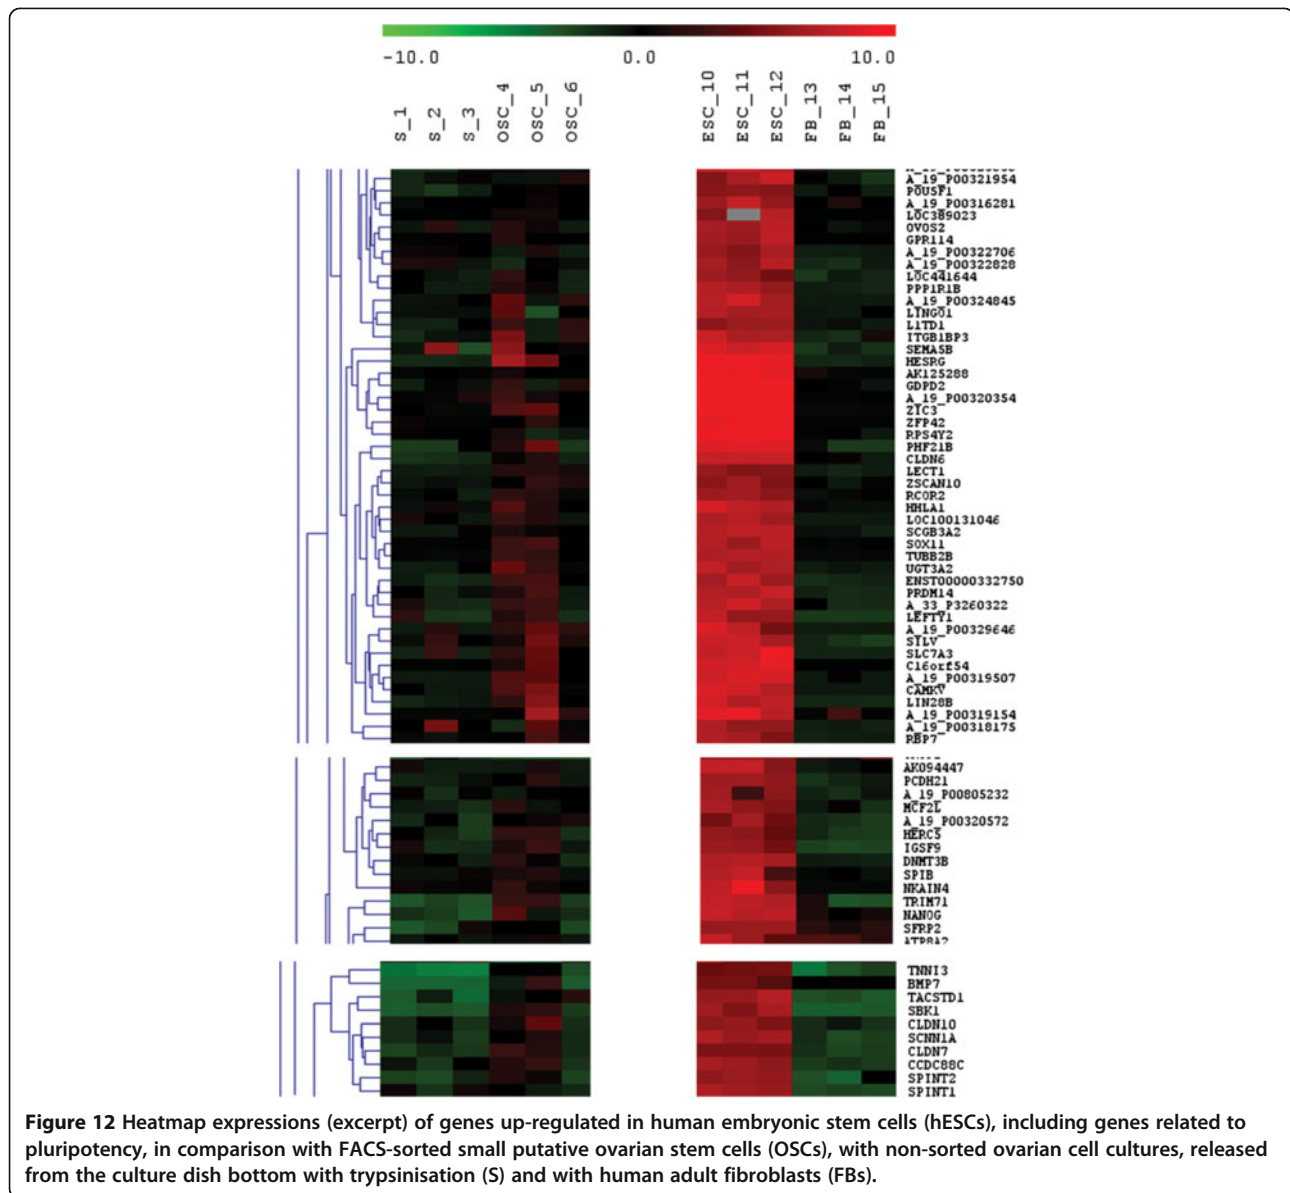 -10.0 0.0 10.0
S_1 S_2 S_3 OSC_4 OSC_5 OSC_6 ESC_10 ESC_11 ESC_12 FB_13 FB_14 FB_15
A_19_P00321954
POU5F1
A_19_P00316281
LOC389023
OVOS2
GPR114
A_19_P00322706
A_19_P00322828
LOC441644
PPP1R1B
A_19_P00324845
LINGO1
L1TD1
ITGB1BP3
SEMA5B
HESRG
AK125288
GDPD2
A_19_P00320354
ZIC3
ZFP42
RPS4Y2
PHF21B
CLDN6
LECT1
ZSCAN10
RCOR2
HHLA1
LOC100131046
SCGB3A2
SOX11
TUBB2B
UGT3A2
ENST00000332750
PRDM14
A_33_P3260322
LEFTY1
A_19_P00329646
SILV
SLC7A3
C16orf54
A_19_P00319507
CAMKV
LIN28B
A_19_P00319154
A_19_P00318175
RBP7
AK094447
PCDH21
A_19_P00805232
MCF2L
A_19_P00320572
HERC5
IGSF9
DNMT3B
SPIB
NKAIN4
TRIM71
NANOG
SFRP2
ATP8A2
TNNI3
BMP7
TACSTD1
SBK1
CLDN10
SCNN1A
CLDN7
CCDC88C
SPINT2
SPINT1
Figure 12 Heatmap expressions (excerpt) of genes up-regulated in human embryonic stem cells (hESCs), including genes related to
pluripotency, in comparison with FACS-sorted small putative ovarian stem cells (OSCs), with non-sorted ovarian cell cultures, released
from the culture dish bottom with trypsinisation (S) and with human adult fibroblasts (FBs).